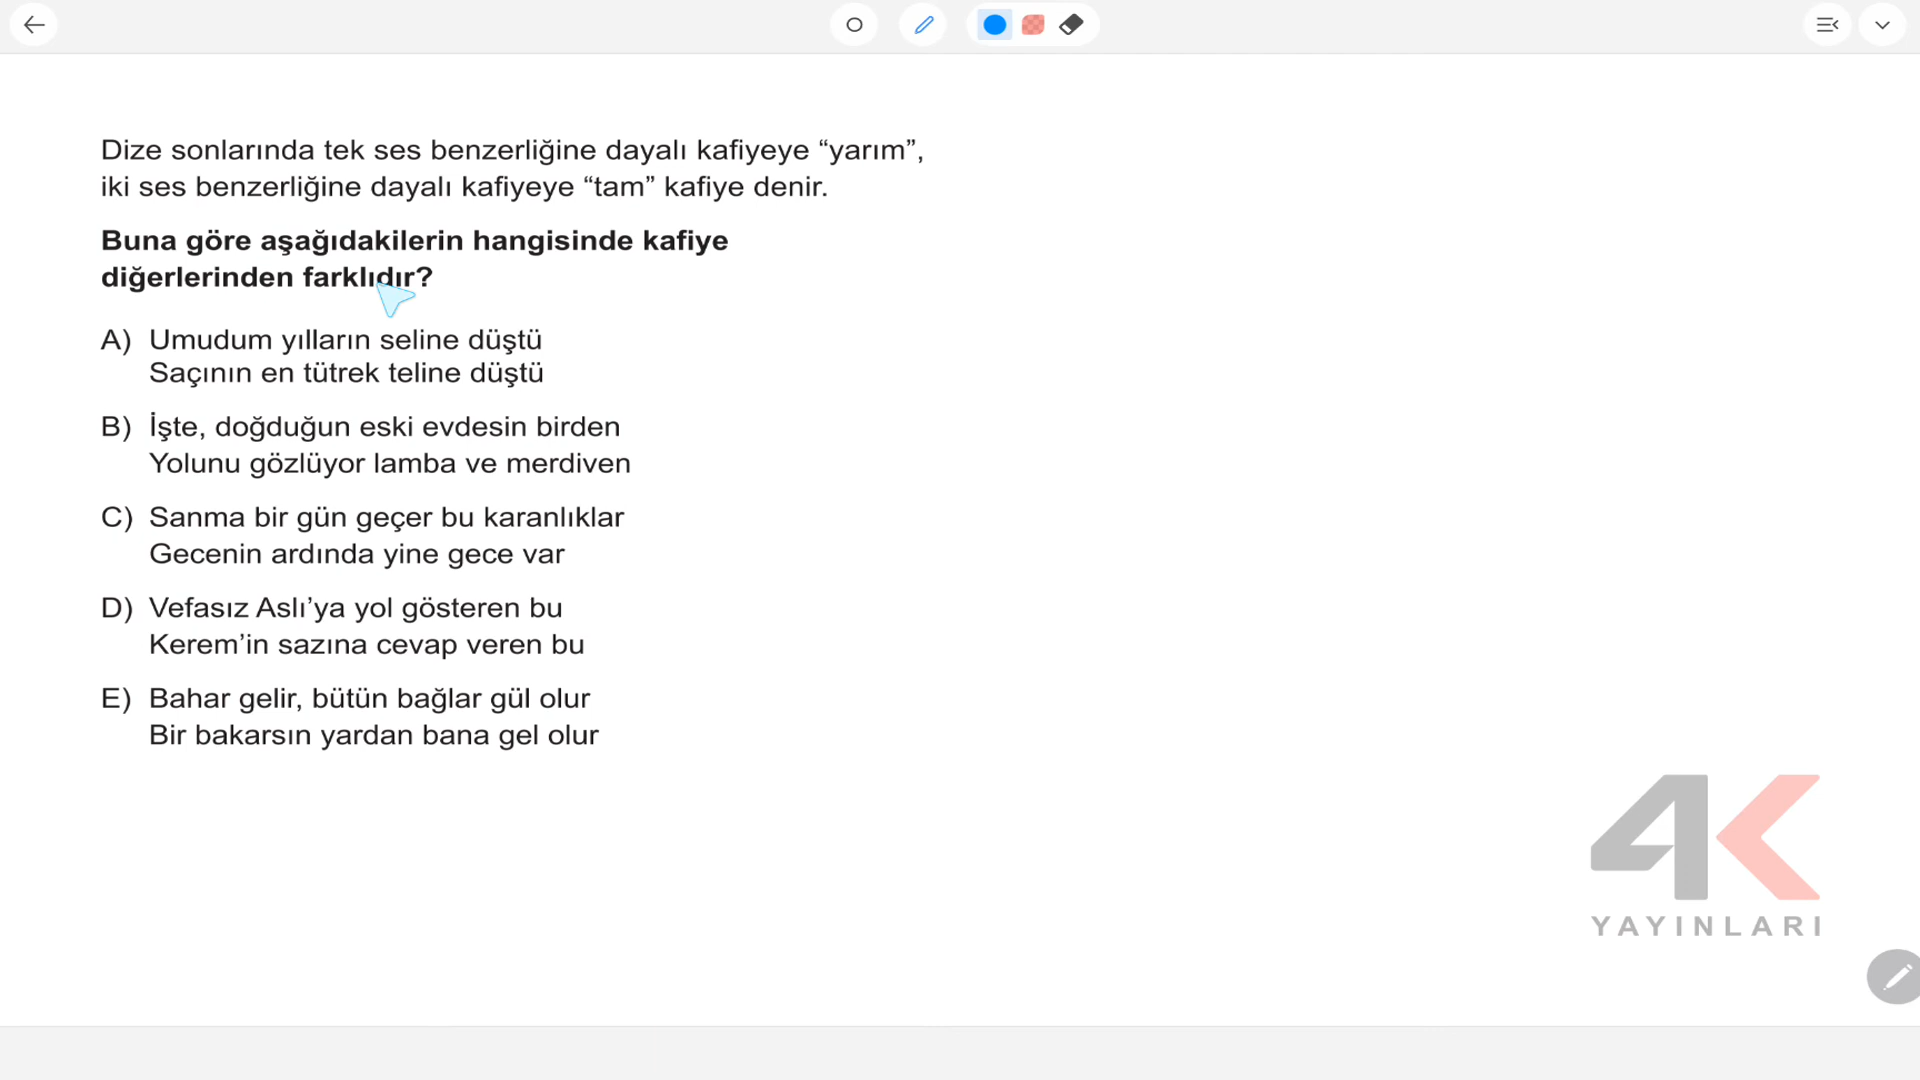 Dize sonlarında tek ses benzerliğine dayalı kafiyeye “yarım”,
iki ses benzerliğine dayalı kafiyeye “tam” kafiye denir.
Buna göre aşağıdakilerin hangisinde kafiye
diğerlerinden farklıdır?
A) Umudum yılların seline düştü
Saçının en tütrek teline düştü
B) İşte, doğduğun eski evdesin birden
Yolunu gözlüyor lamba ve merdiven
C) Sanma bir gün geçer bu karanlıklar
Gecenin ardında yine gece var
D) Vefasız Aslı’ya yol gösteren bu
Kerem’in sazına cevap veren bu
E) Bahar gelir, bütün bağlar gül olur
Bir bakarsın yardan bana gel olur
4K
YAYINLARI